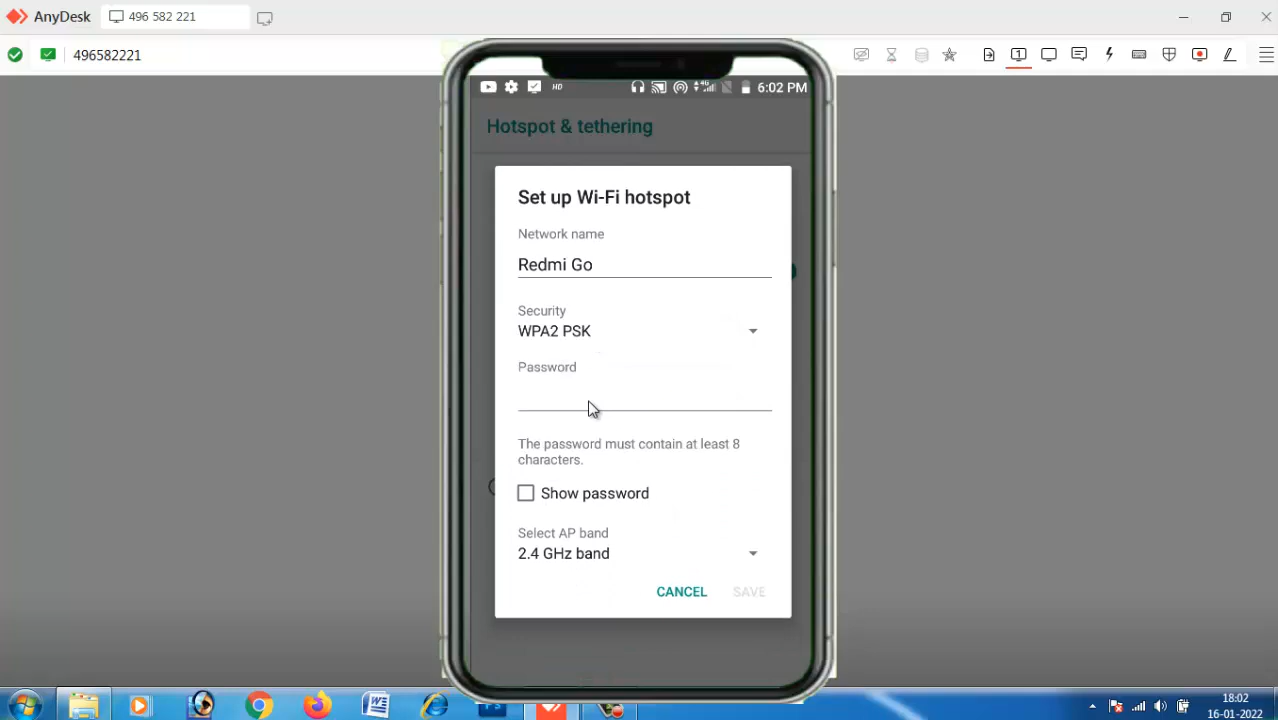 AnyDesk 496 582 221
496582221
HD 4G 6:02 PM
Hotspot & tethering
Set up Wi-Fi hotspot
Network name
Redmi Go
Security
WPA2 PSK
Password
The password must contain at least 8
characters.
Show password
Select AP band
2.4 GHz band
CANCEL SAVE
18:02
16-01-2022